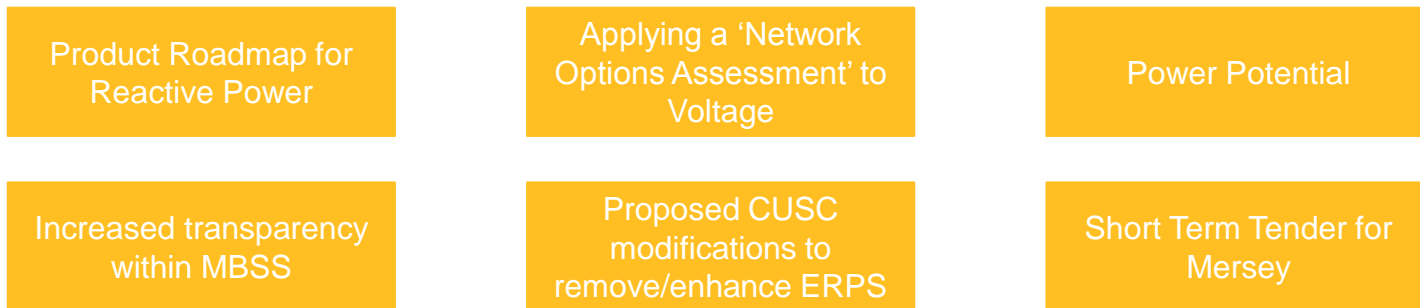 Product Roadmap for
Reactive Power
Applying a ‘Network
Options Assessment’ to
Voltage
Power Potential
Increased transparency
within MBSS
Proposed CUSC
modifications to
remove/enhance ERPS
Short Term Tender for
Mersey